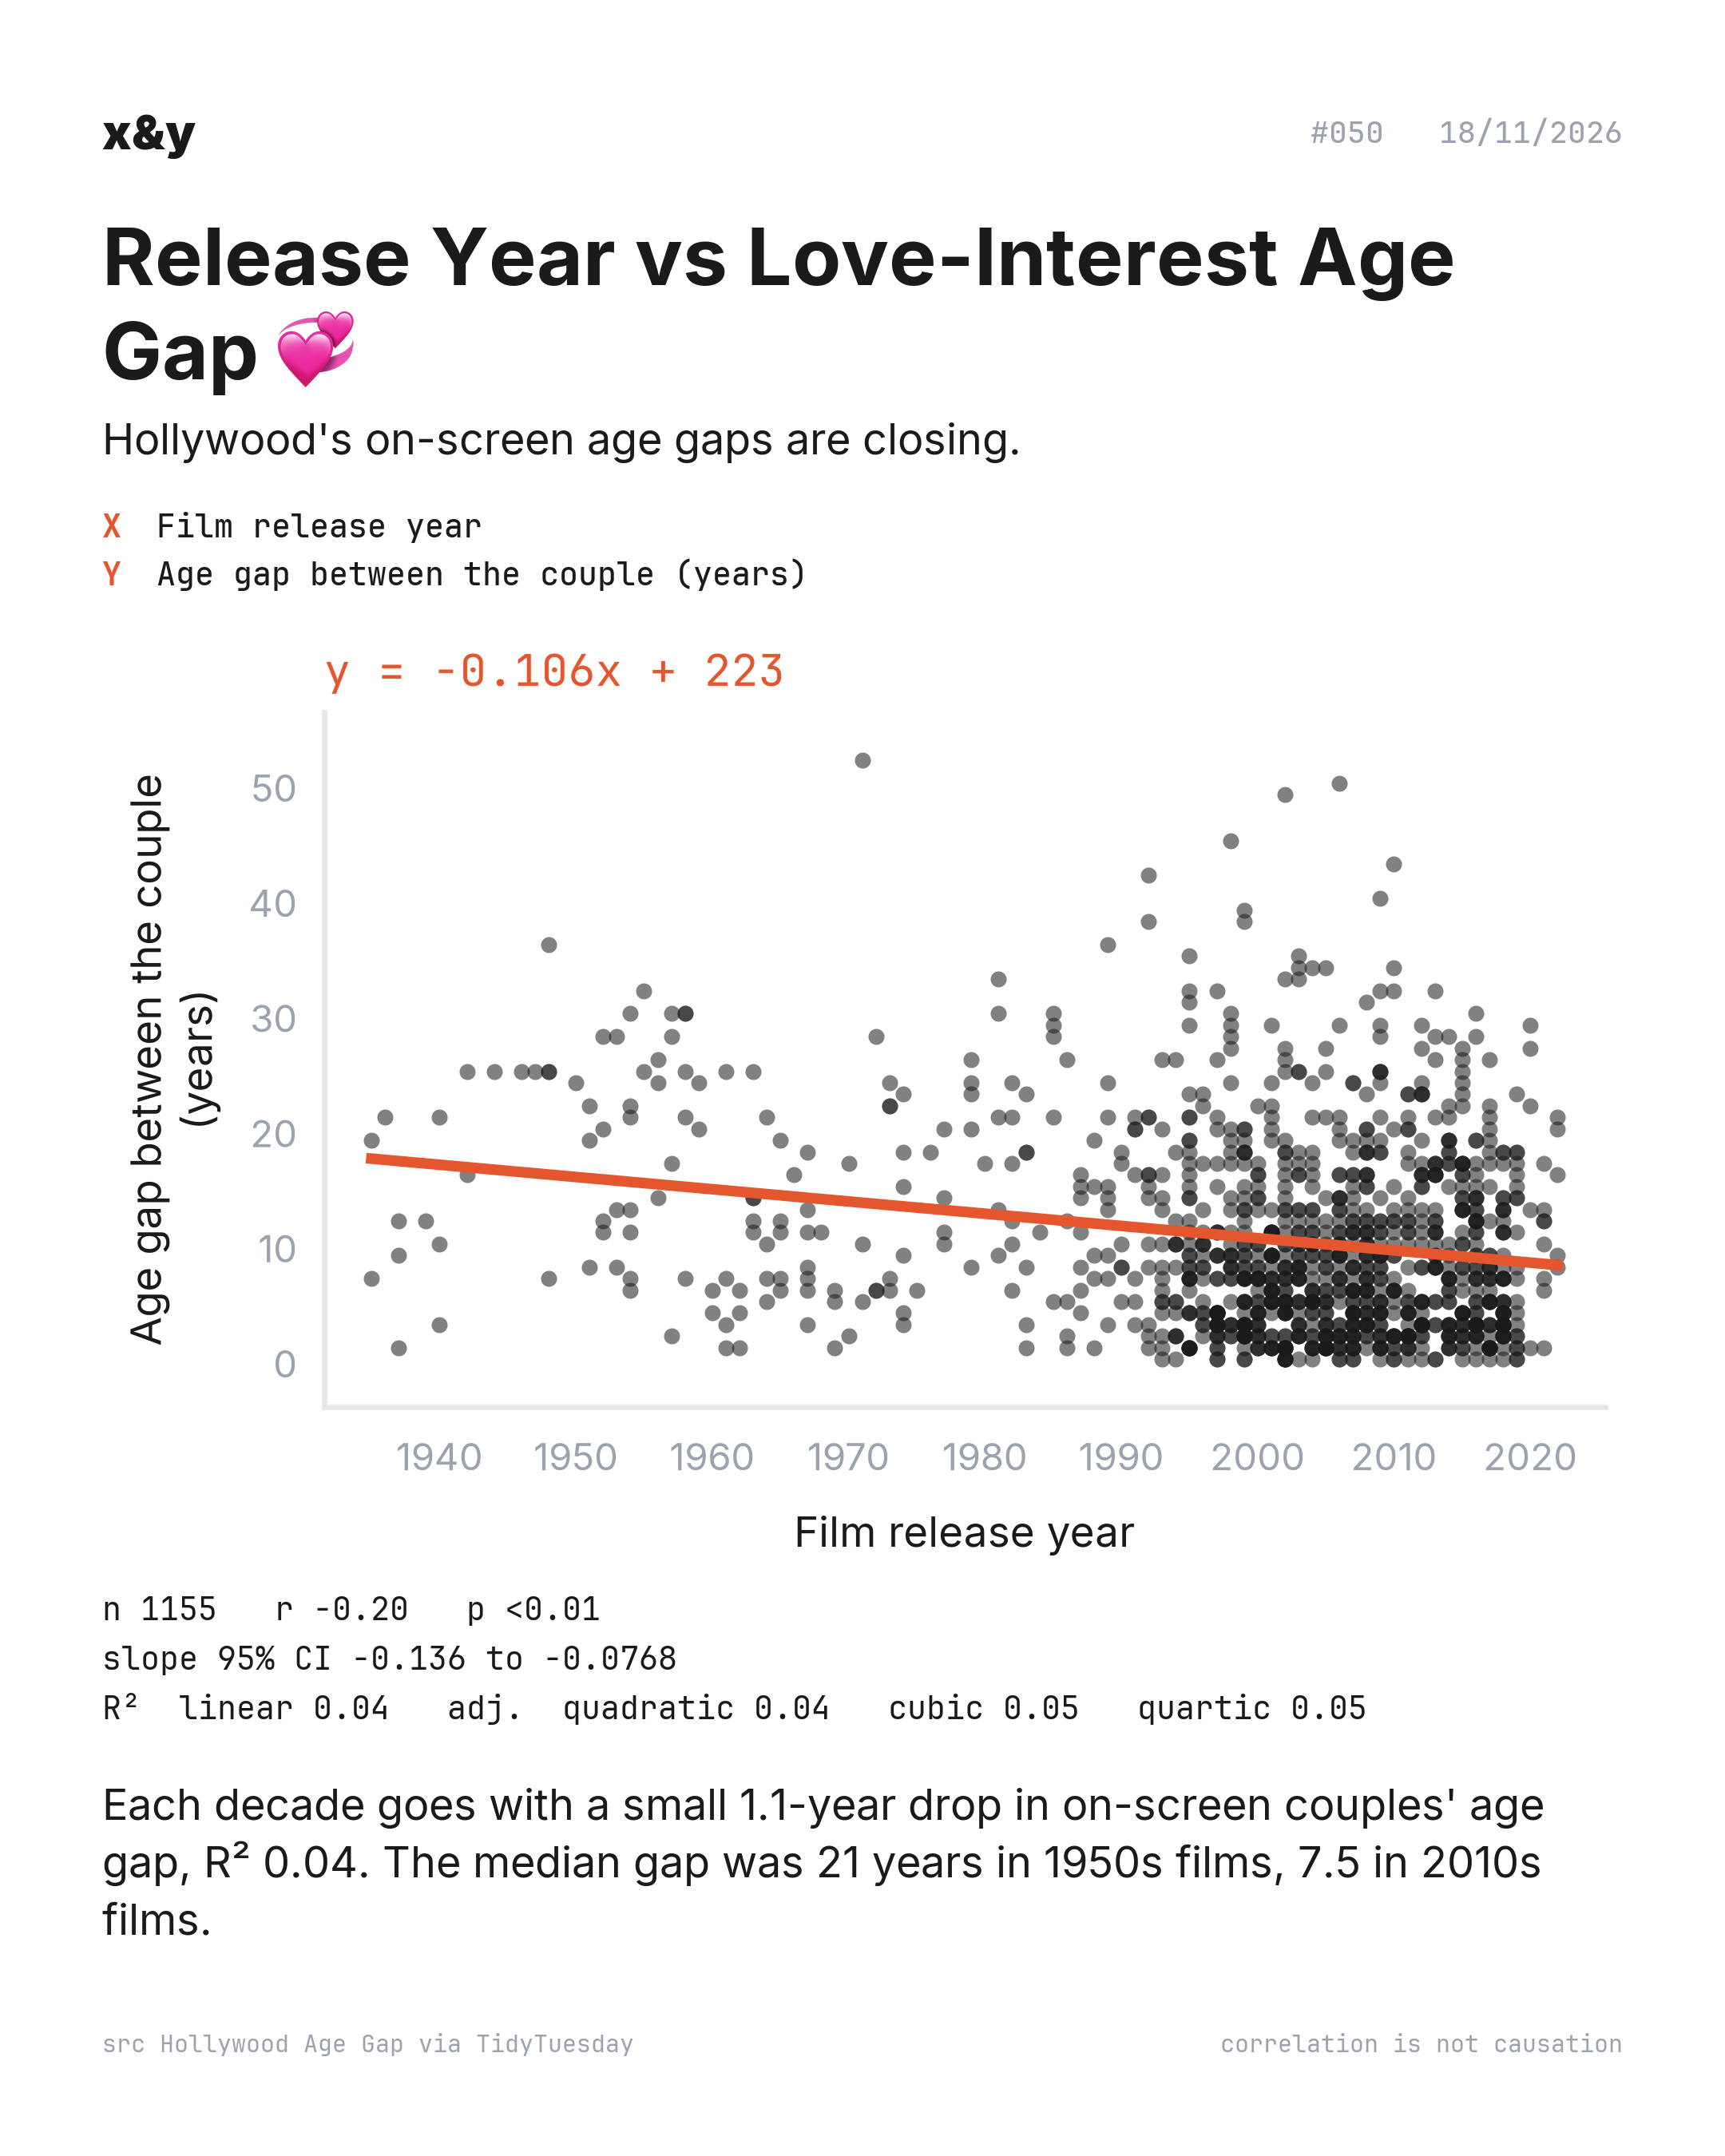 x&y
#050 18/11/2026
Release Year vs Love-Interest Age
Gap 💞
Hollywood's on-screen age gaps are closing.
X Film release year
Y Age gap between the couple (years)
y = -0.106x + 223
Age gap between the couple
(years)
50
40
30
20
10
0
1940 1950 1960 1970 1980 1990 2000 2010 2020
Film release year
n 1155 r -0.20 p <0.01
slope 95% CI -0.136 to -0.0768
R² linear 0.04 adj. quadratic 0.04 cubic 0.05 quartic 0.05
Each decade goes with a small 1.1-year drop in on-screen couples' age
gap, R² 0.04. The median gap was 21 years in 1950s films, 7.5 in 2010s
films.
src Hollywood Age Gap via TidyTuesday
correlation is not causation